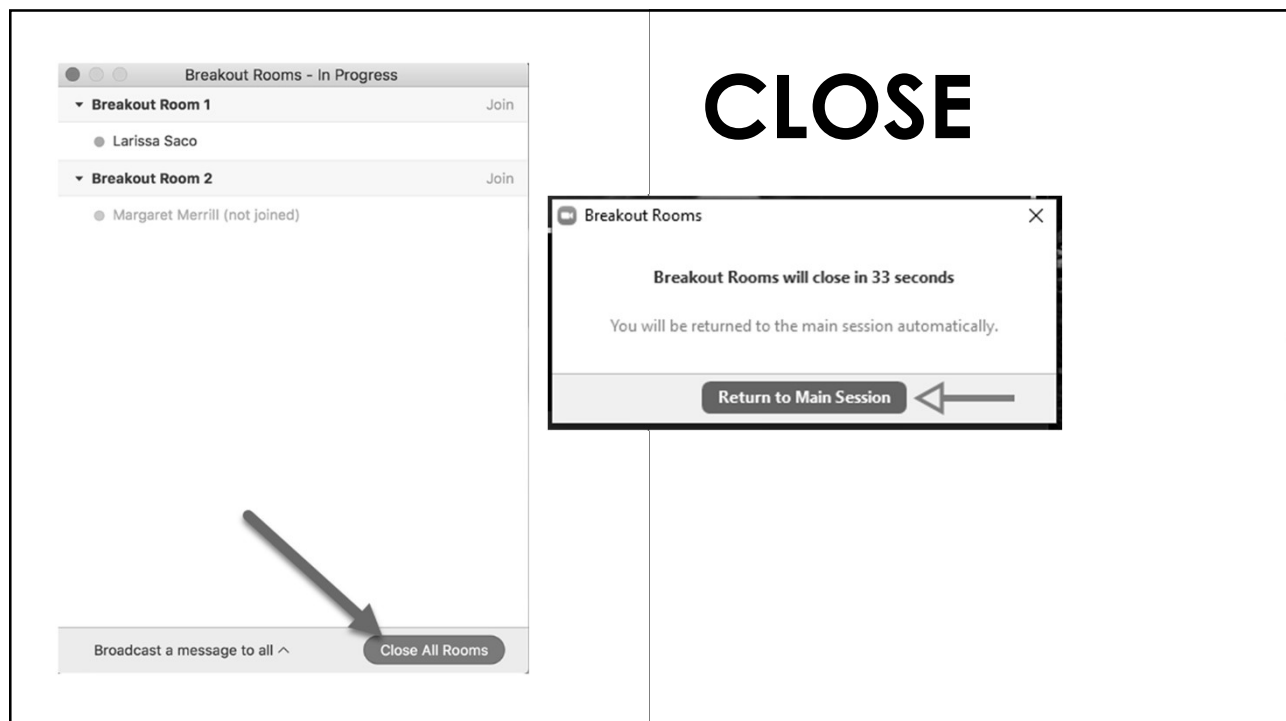 Breakout Rooms - In Progress
Breakout Room 1 Join
Larissa Saco
Breakout Room 2 Join
Margaret Merrill (not joined)
Broadcast a message to all
Close All Rooms
CLOSE
Breakout Rooms
Breakout Rooms will close in 33 seconds
You will be returned to the main session automatically.
Return to Main Session